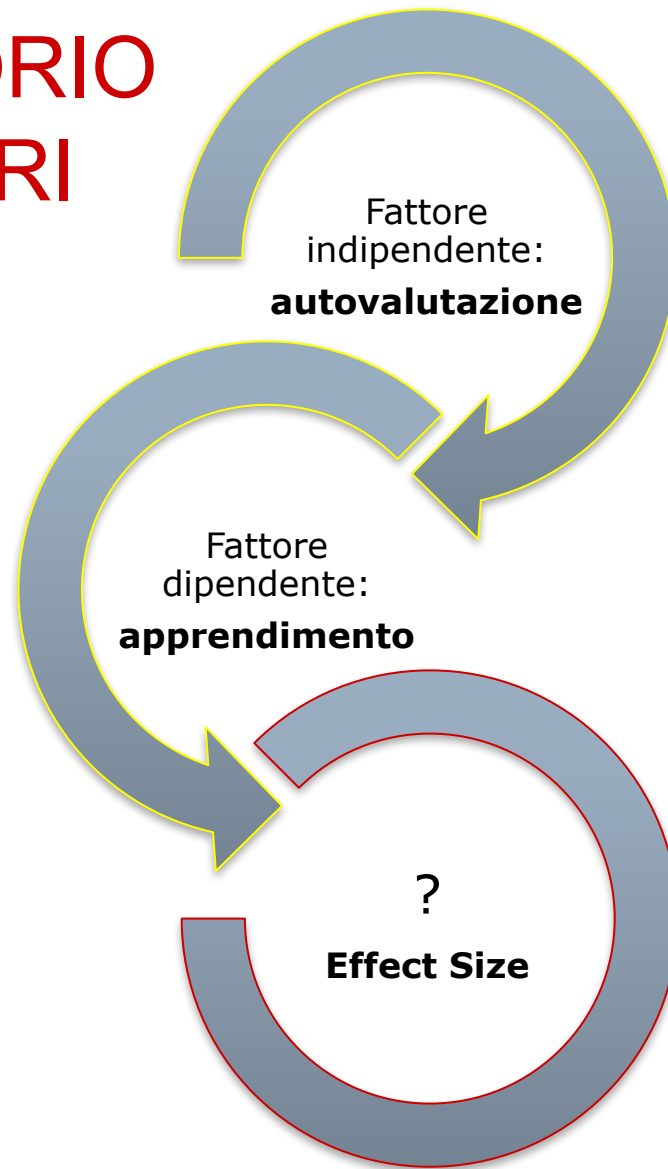 ORIO
RI
Fattore
indipendente:
autovalutazione
Fattore
dipendente:
apprendimento
?
Effect Size